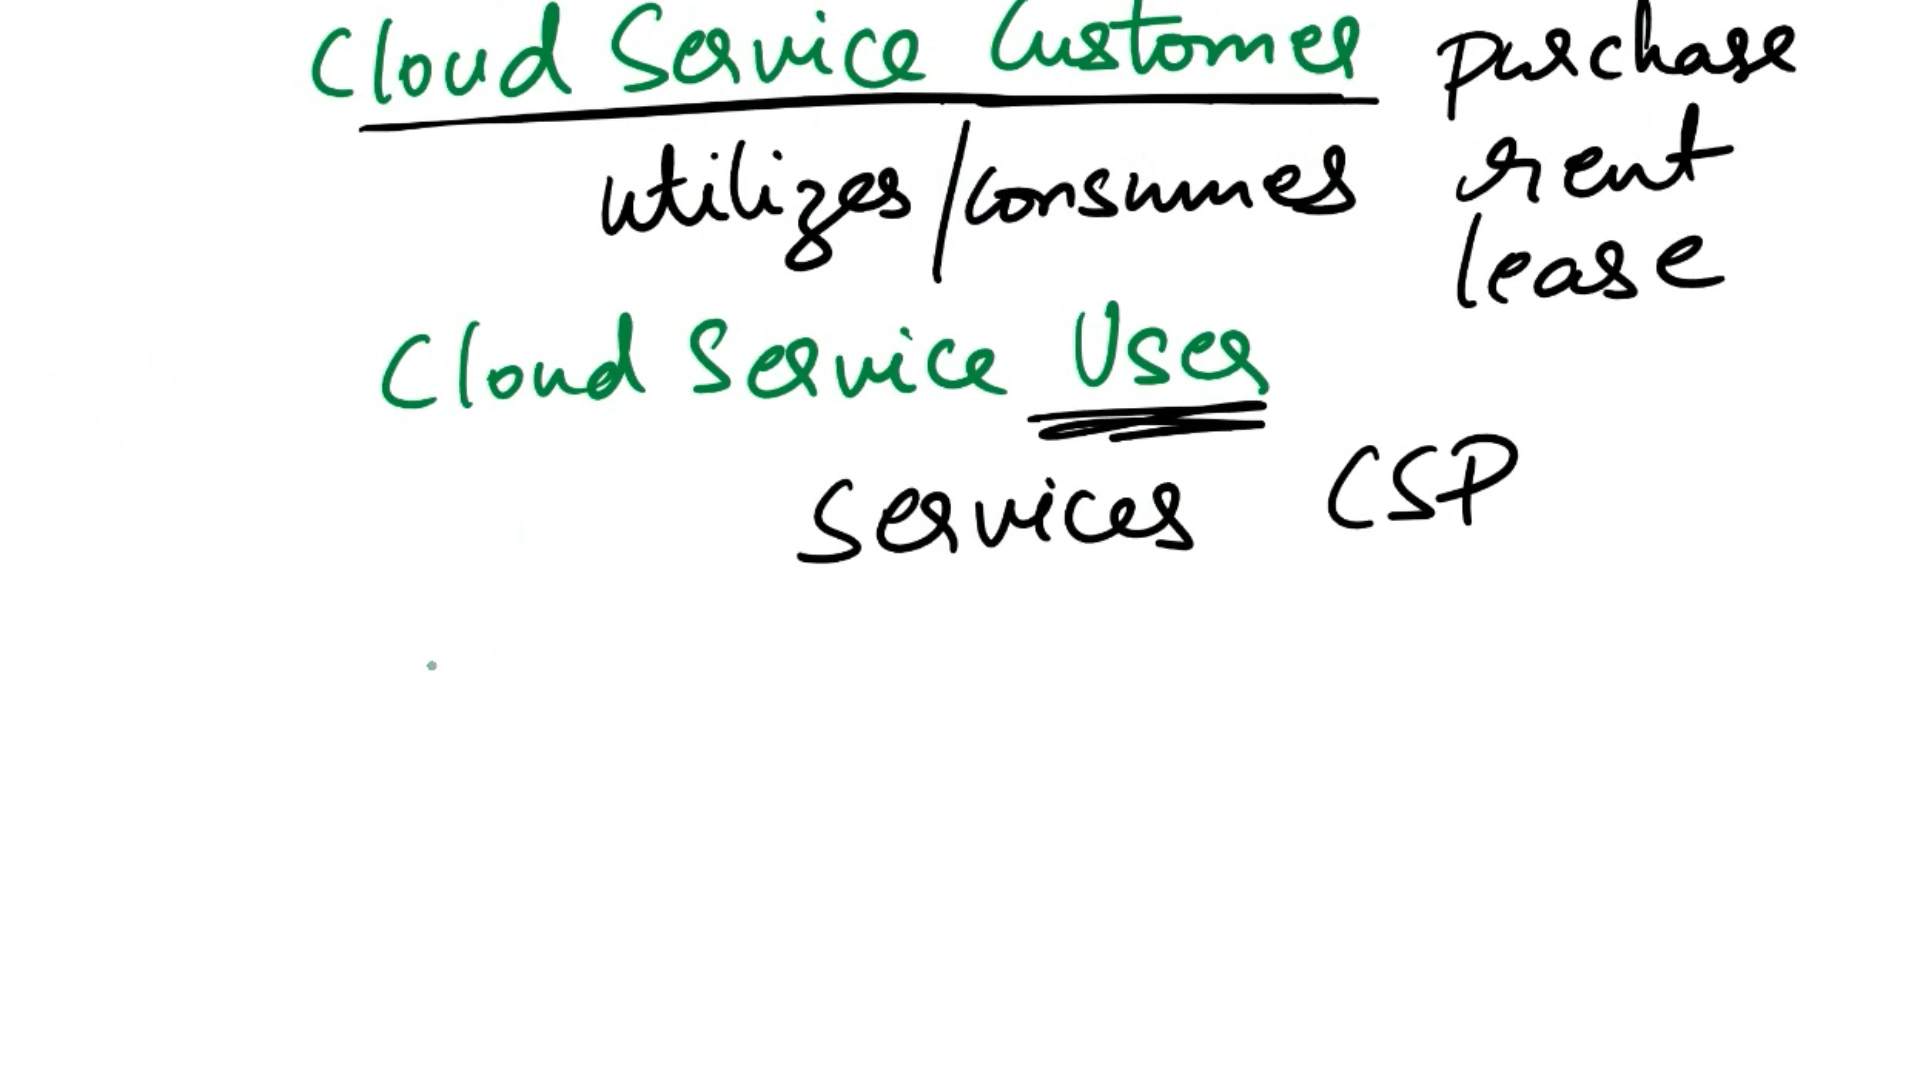 Cloud Service Customer purchase
utilizes/consumes rent
lease
Cloud Service User
Services CSP